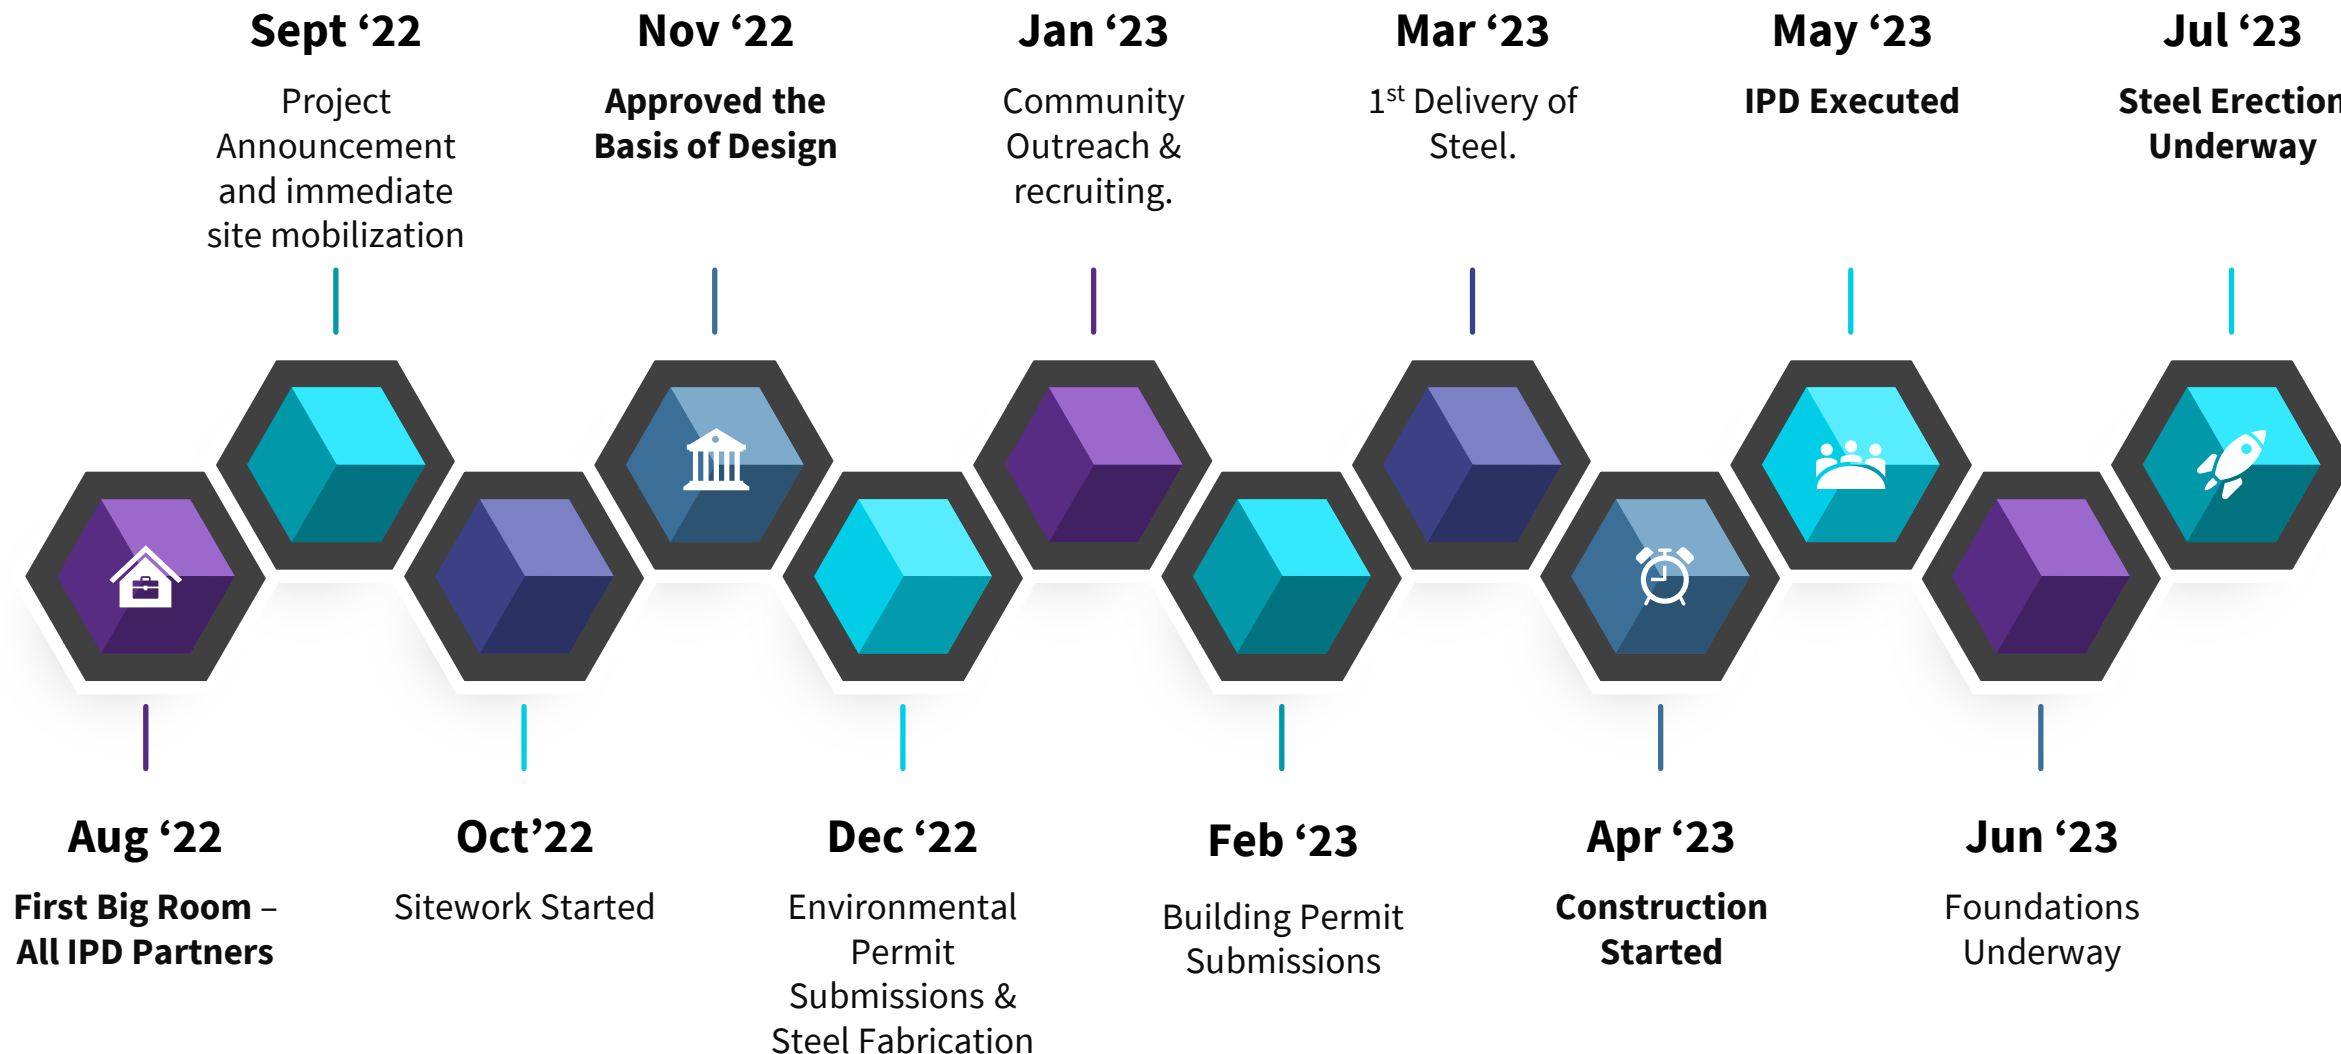 Sept ‘22
Project
Announcement
and immediate
site mobilization
Nov ‘22
Approved the
Basis of Design
Jan ‘23
Community
Outreach &
recruiting.
Mar ‘23
1st Delivery of
Steel.
May ‘23
IPD Executed
Jul ‘23
Steel Erection
Underway
Aug ‘22
First Big Room –
All IPD Partners
Oct’22
Sitework Started
Dec ‘22
Environmental
Permit
Submissions &
Steel Fabrication
Feb ‘23
Building Permit
Submissions
Apr ‘23
Construction
Started
Jun ‘23
Foundations
Underway